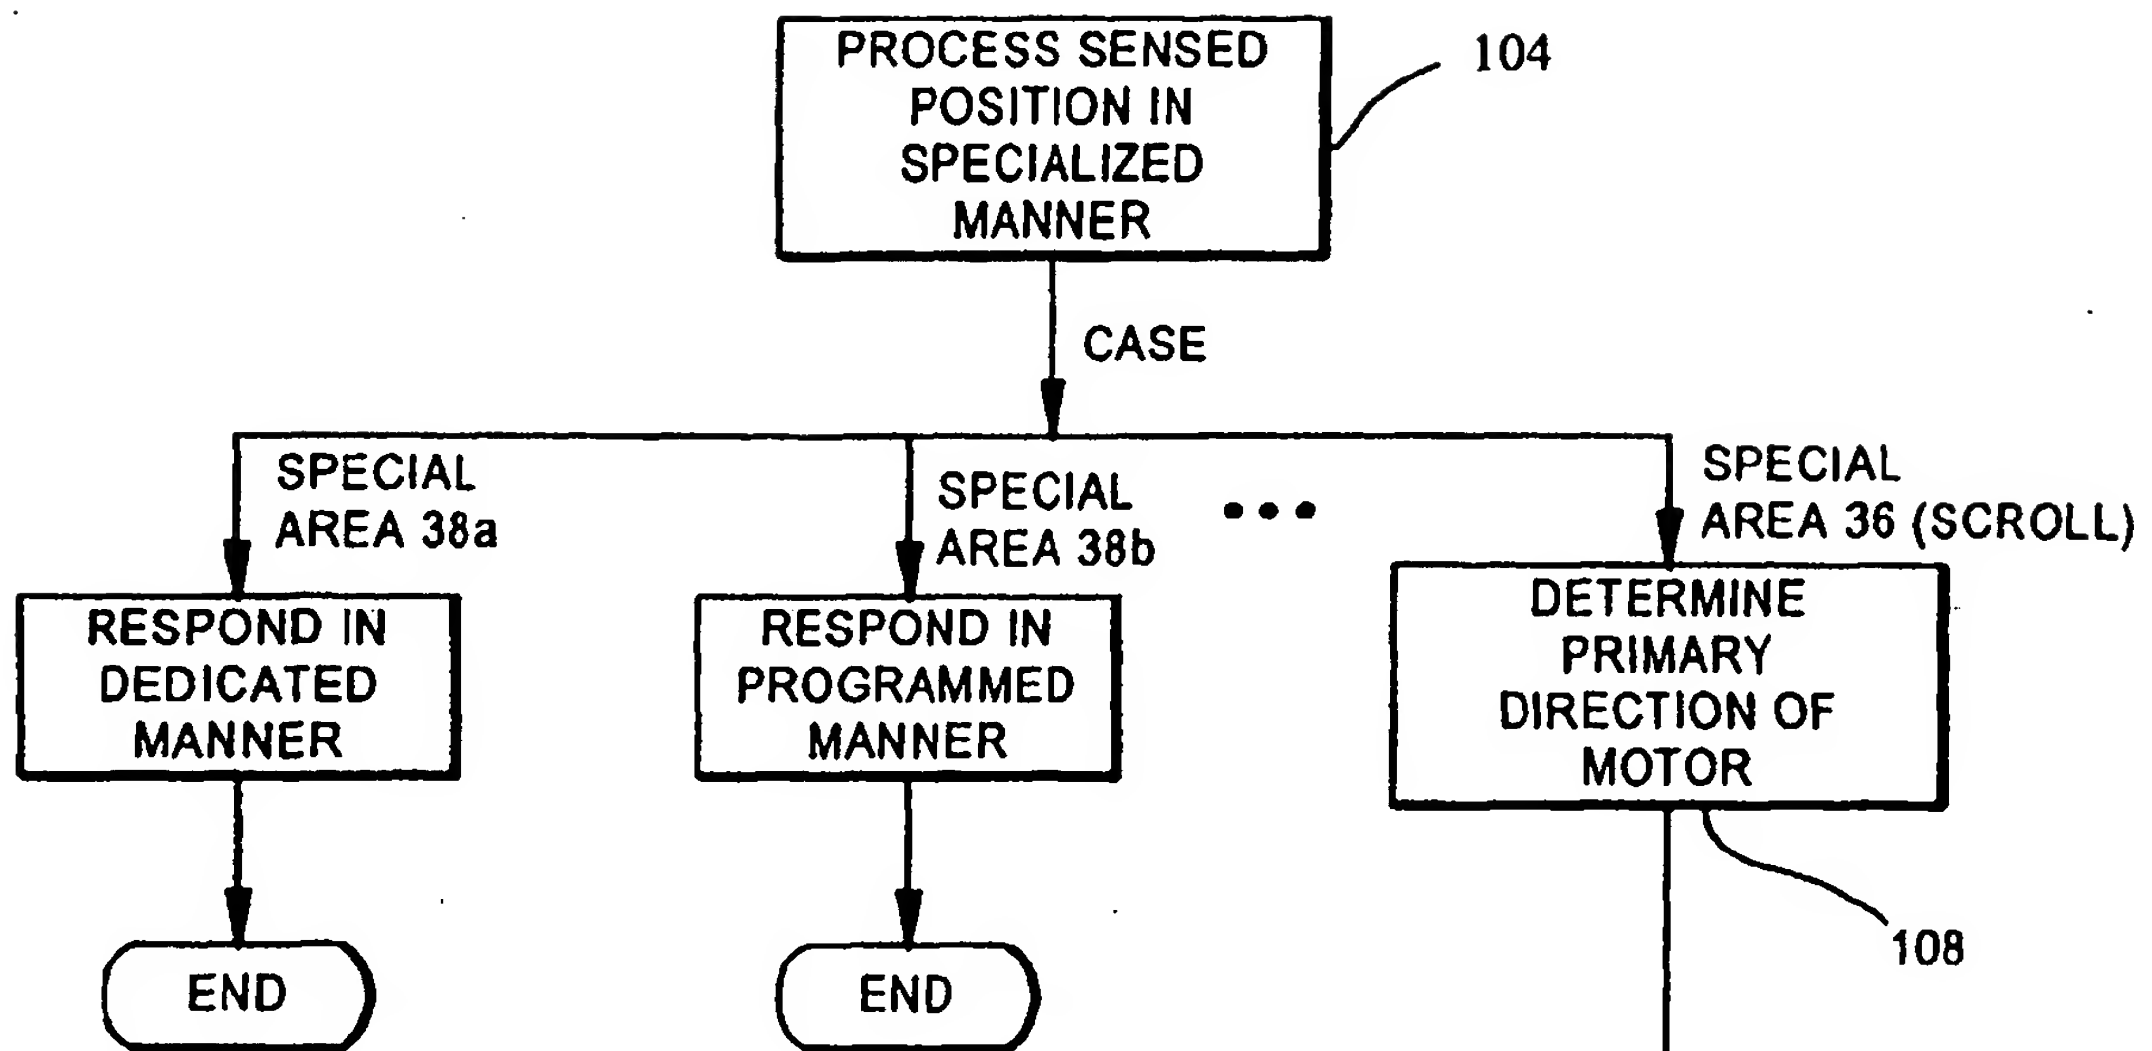 PROCESS SENSED
POSITION IN
SPECIALIZED
MANNER
104
CASE
SPECIAL
AREA 38a
SPECIAL
AREA 38b
•••
SPECIAL
AREA 36 (SCROLL)
RESPOND IN
DEDICATED
MANNER
RESPOND IN
PROGRAMMED
MANNER
DETERMINE
PRIMARY
DIRECTION OF
MOTOR
108
END
END